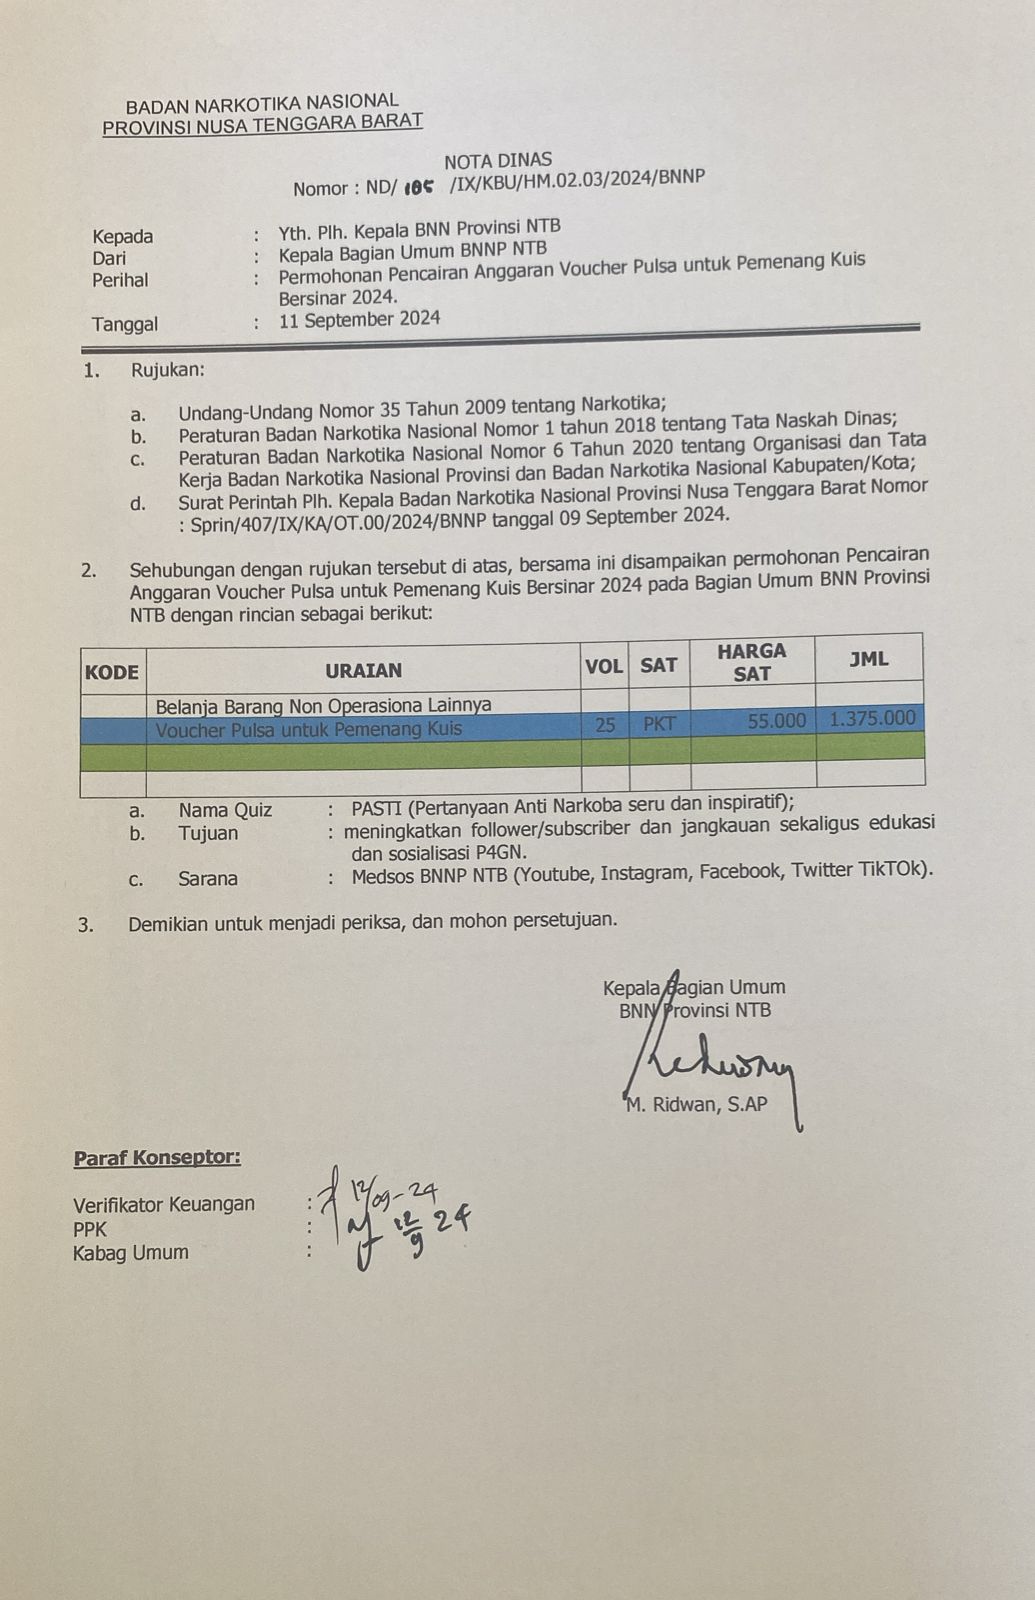 BADAN NARKOTIKA NASIONAL
PROVINSI NUSA TENGGARA BARAT
NOTA DINAS
Nomor : ND/ 185 /IX/KBU/HM.02.03/2024/BNNP
Kepada : Yth. Plh. Kepala BNN Provinsi NTB
Dari : Kepala Bagian Umum BNNP NTB
Perihal : Permohonan Pencairan Anggaran Voucher Pulsa untuk Pemenang Kuis
Bersinar 2024.
Tanggal : 11 September 2024
1. Rujukan:
a. Undang-Undang Nomor 35 Tahun 2009 tentang Narkotika;
b. Peraturan Badan Narkotika Nasional Nomor 1 tahun 2018 tentang Tata Naskah Dinas;
c. Peraturan Badan Narkotika Nasional Nomor 6 Tahun 2020 tentang Organisasi dan Tata
Kerja Badan Narkotika Nasional Provinsi dan Badan Narkotika Nasional Kabupaten/Kota;
d. Surat Perintah Plh. Kepala Badan Narkotika Nasional Provinsi Nusa Tenggara Barat Nomor
: Sprin/407/IX/KA/OT.00/2024/BNNP tanggal 09 September 2024.
2. Sehubungan dengan rujukan tersebut di atas, bersama ini disampaikan permohonan Pencairan
Anggaran Voucher Pulsa untuk Pemenang Kuis Bersinar 2024 pada Bagian Umum BNN Provinsi
NTB dengan rincian sebagai berikut:
KODE URAIAN VOL SAT HARGA SAT JML
Belanja Barang Non Operasiona Lainnya
Voucher Pulsa untuk Pemenang Kuis 25 PKT 55.000 1.375.000
a. Nama Quiz : PASTI (Pertanyaan Anti Narkoba seru dan inspiratif);
b. Tujuan : meningkatkan follower/subscriber dan jangkauan sekaligus edukasi
dan sosialisasi P4GN.
c. Sarana : Medsos BNNP NTB (Youtube, Instagram, Facebook, Twitter TikTOk).
3. Demikian untuk menjadi periksa, dan mohon persetujuan.
Kepala Bagian Umum
BNN Provinsi NTB
M. Ridwan, S.AP
Paraf Konseptor:
Verifikator Keuangan : 12/09-24
PPK : 12/9 24
Kabag Umum :